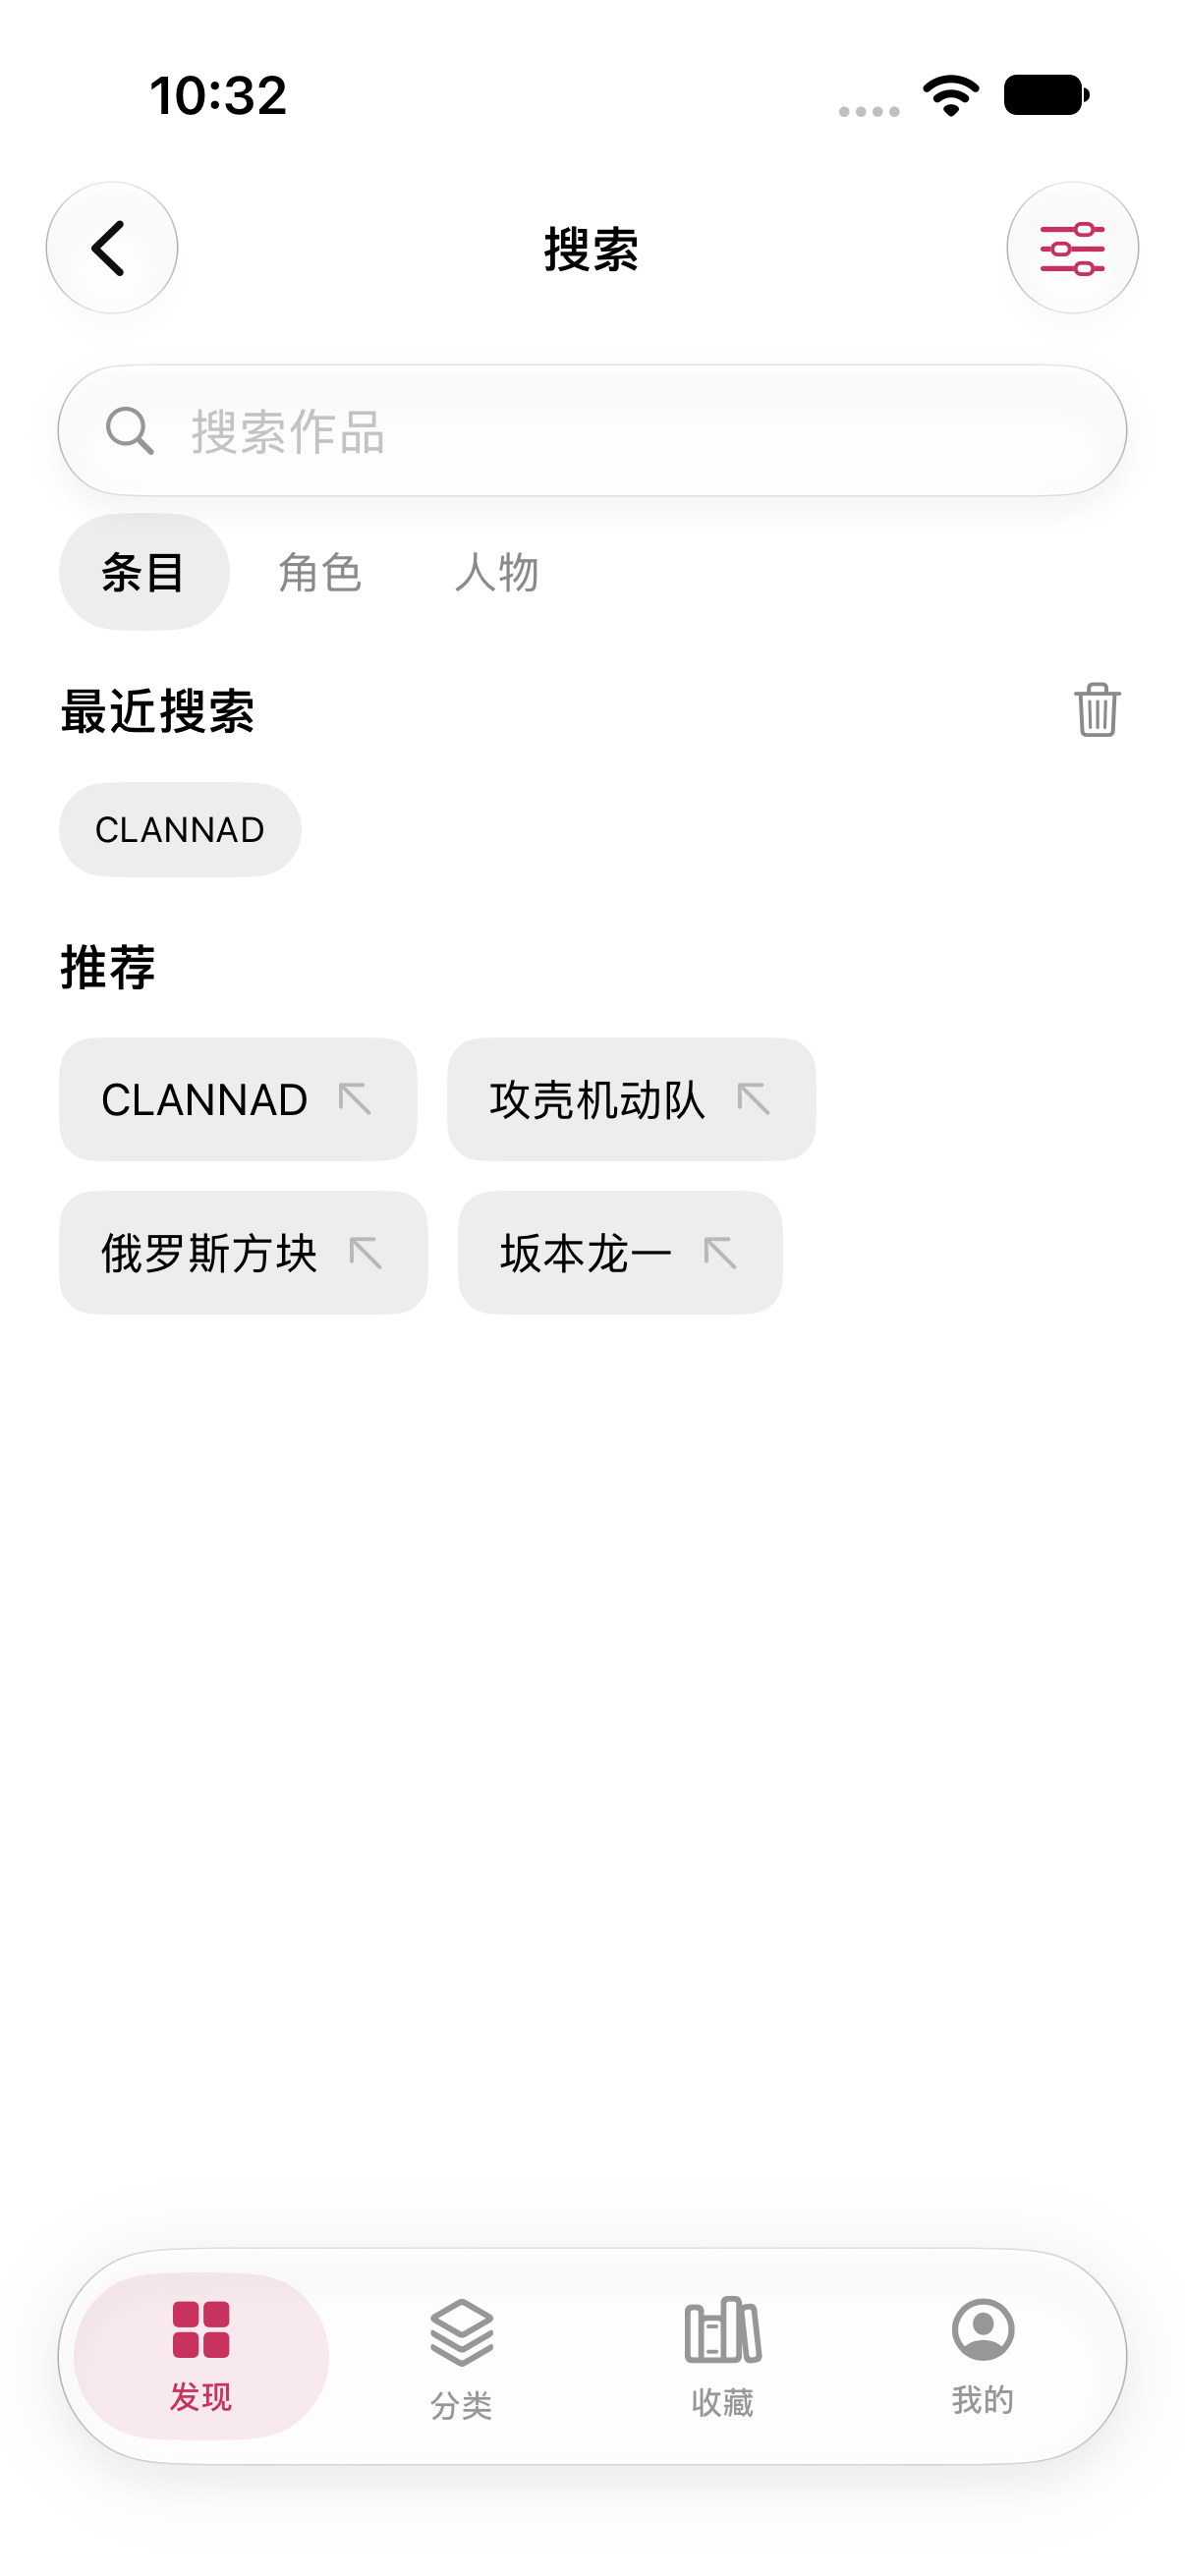 10:32
搜索
搜索作品
条目 角色 人物
最近搜索
CLANNAD
推荐
CLANNAD 攻壳机动队
俄罗斯方块 坂本龙一
发现 分类 收藏 我的